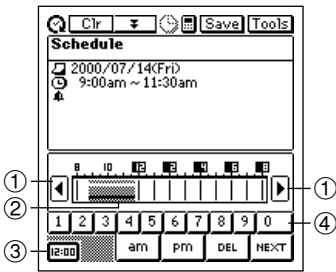 Clr Save Tools
Schedule
2000/07/14(Fri)
9:00am ~ 11:30am
8 10 12 2 4 6 8
① ①
②
1 2 3 4 5 6 7 8 9 0 ④
③ 12:00 am pm DEL NEXT